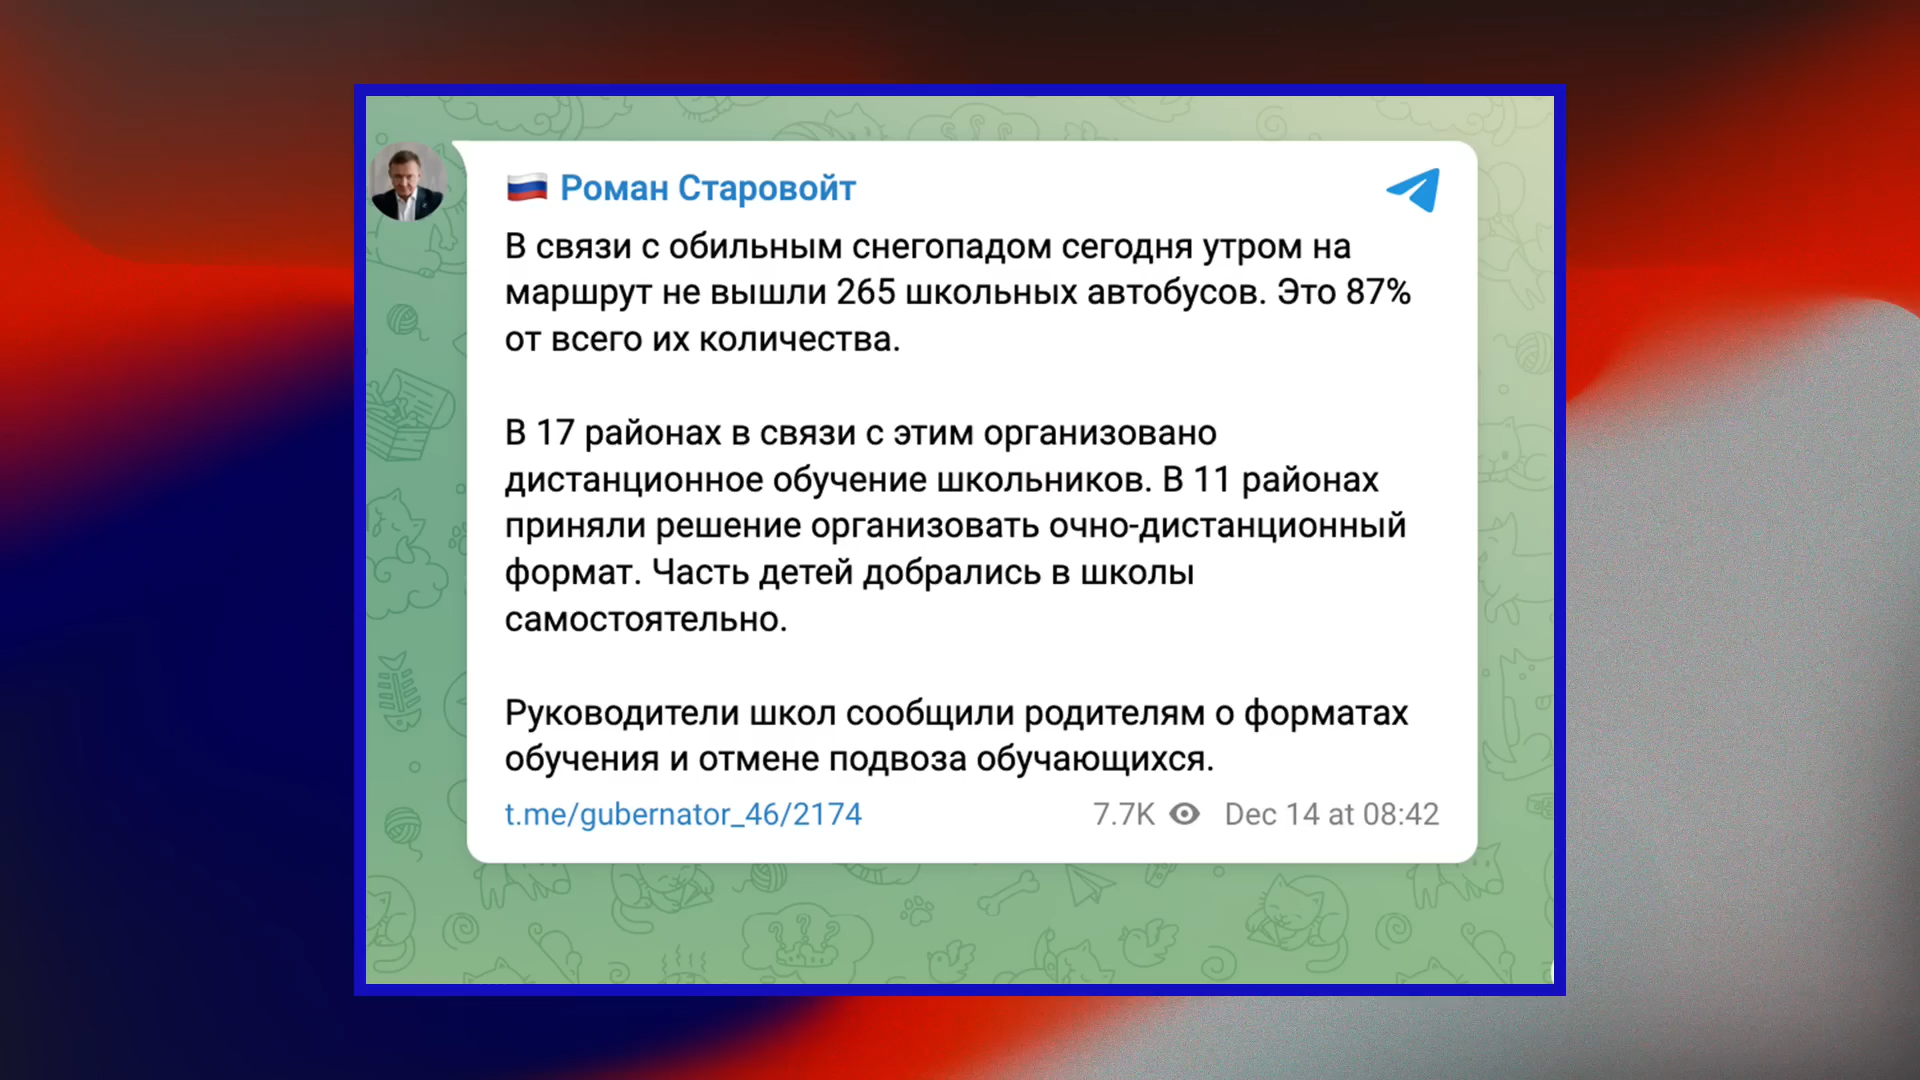 Роман Старовойт
В связи с обильным снегопадом сегодня утром на
маршрут не вышли 265 школьных автобусов. Это 87%
от всего их количества.
В 17 районах в связи с этим организовано
дистанционное обучение школьников. В 11 районах
приняли решение организовать очно-дистанционный
формат. Часть детей добрались в школы
самостоятельно.
Руководители школ сообщили родителям о форматах
обучения и отмене подвоза обучающихся.
t.me/gubernator_46/2174 7.7K Dec 14 at 08:42